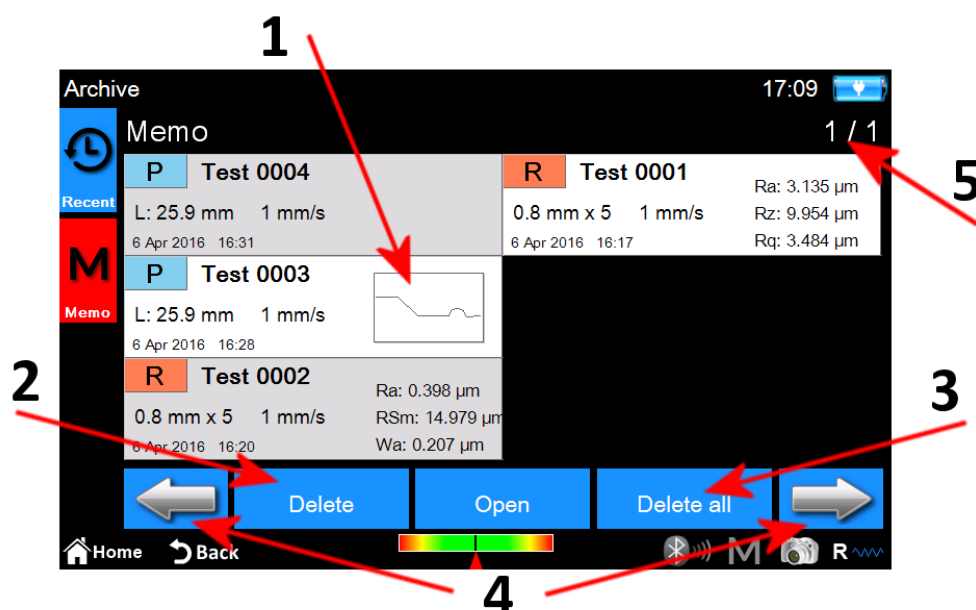 1
Archive
17:09
Memo
1 / 1
5
Recent
P Test 0004
L: 25.9 mm 1 mm/s
6 Apr 2016 16:31
R Test 0001
Ra: 3.135 µm
0.8 mm x 5 1 mm/s
Rz: 9.954 µm
6 Apr 2016 16:17
Rq: 3.484 µm
M
Memo
P Test 0003
L: 25.9 mm 1 mm/s
6 Apr 2016 16:28
2
R Test 0002
Ra: 0.398 µm
0.8 mm x 5 1 mm/s
RSm: 14.979 µm
6 Apr 2016 16:20
Wa: 0.207 µm
3
Delete
Open
Delete all
Home
Back
M
R
4